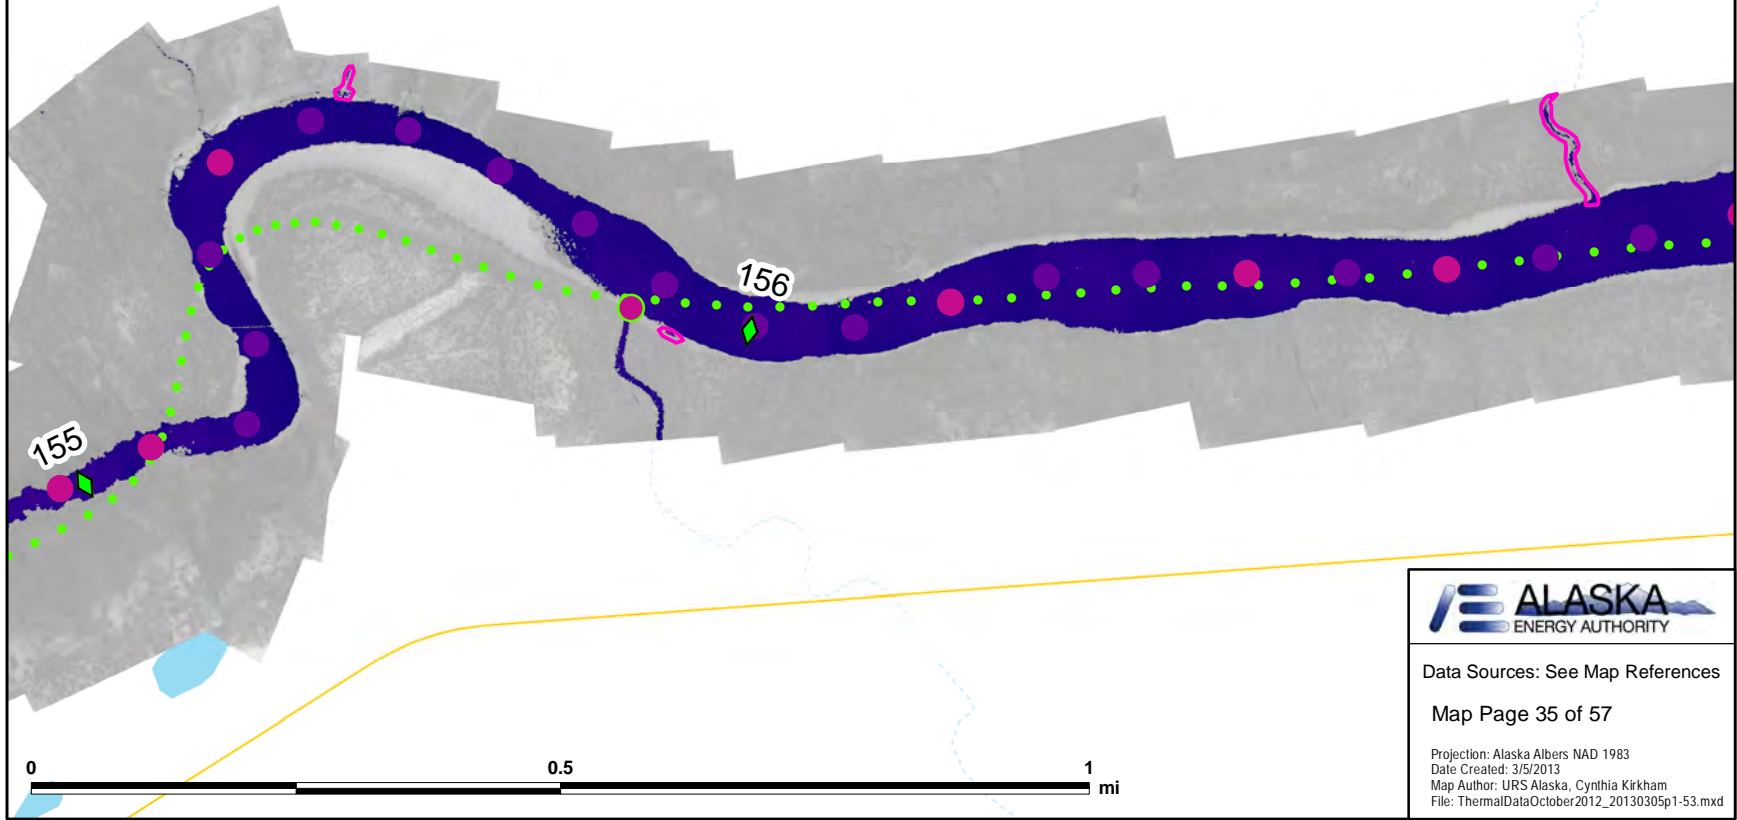 156
155
0 0.5 1
mi
ALASKA
ENERGY AUTHORITY
Data Sources: See Map References
Map Page 35 of 57
Projection: Alaska Albers NAD 1983
Date Created: 3/5/2013
Map Author: URS Alaska, Cynthia Kirkham
File: ThermalDataOctober2012_20130305p1-53.mxd